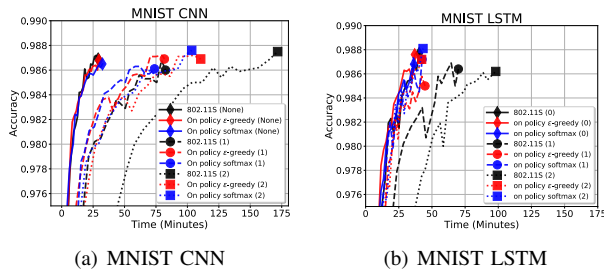 MNIST CNN
0.990
0.988
0.986
0.984
0.982
0.980
0.978
0.976
Accuracy
802.11S (None)
On policy ε-greedy (None)
On policy softmax (None)
802.11S (1)
On policy ε-greedy (1)
On policy softmax (1)
802.11S (2)
On policy ε-greedy (2)
On policy softmax (2)
0 25 50 75 100 125 150 175
Time (Minutes)
(a) MNIST CNN
MNIST LSTM
0.990
0.988
0.986
0.984
0.982
0.980
0.978
0.976
Accuracy
802.11S (0)
on policy ε-greedy (0)
on policy softmax (0)
802.11S (1)
on policy ε-greedy (1)
on policy softmax (1)
802.11S (2)
on policy ε-greedy (2)
on policy softmax (2)
0 25 50 75 100 125 150 175
Time (Minutes)
(b) MNIST LSTM